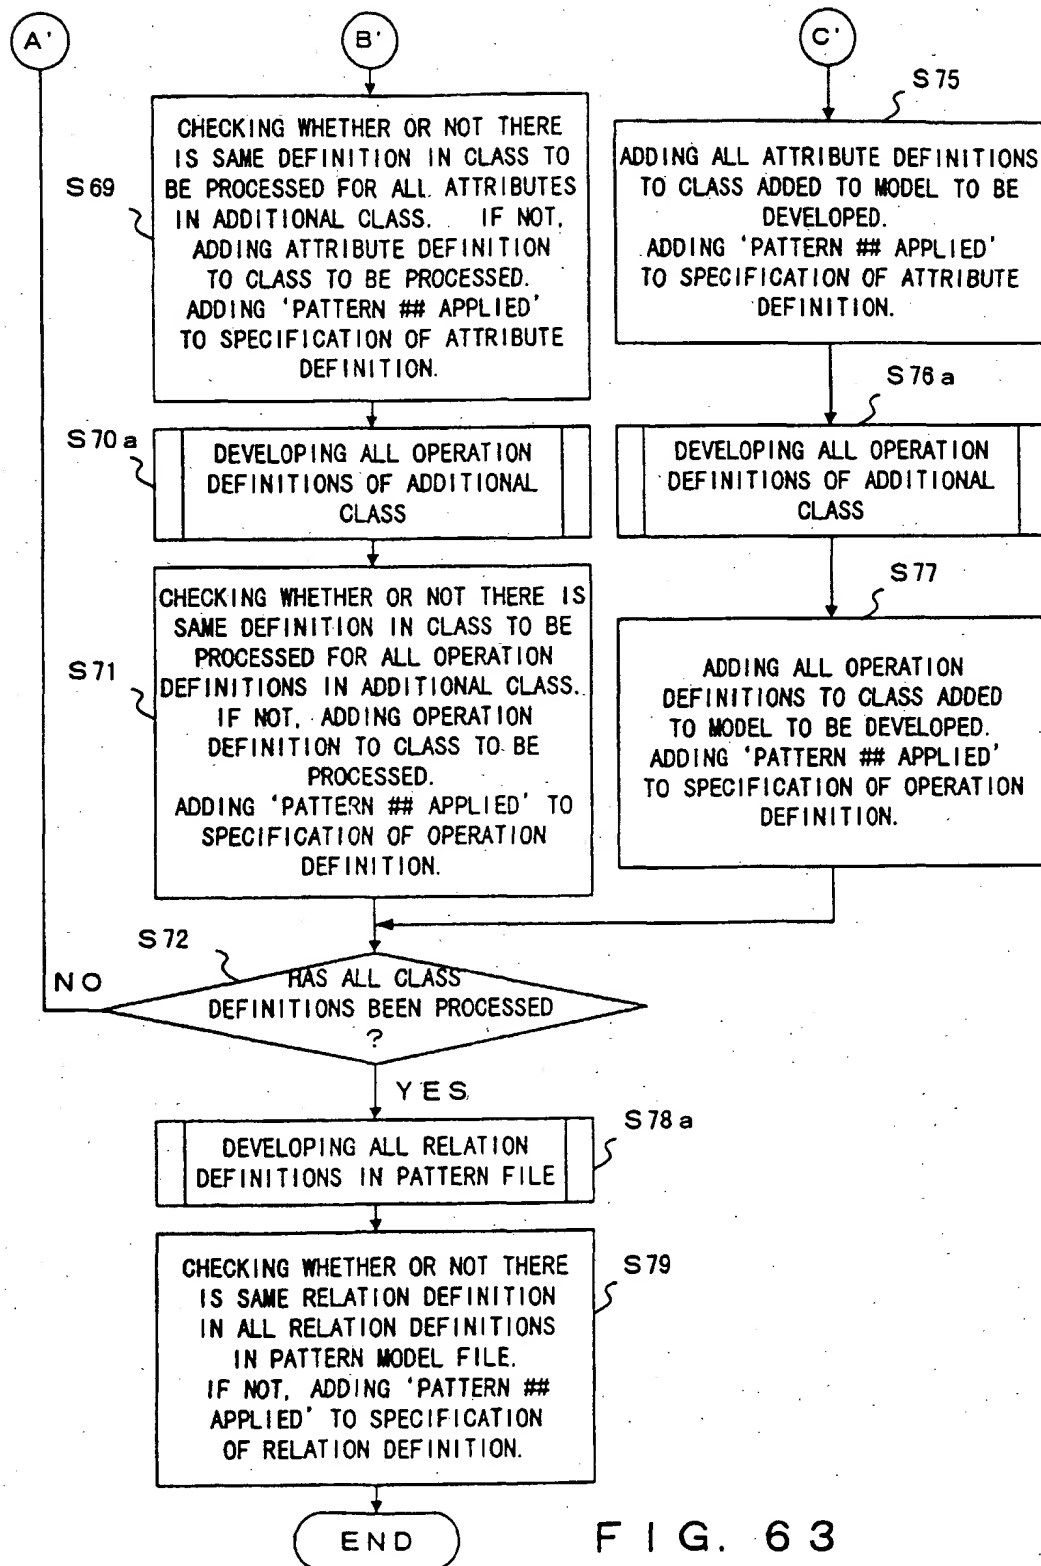 A'
B'
C'
S69
CHECKING WHETHER OR NOT THERE
IS SAME DEFINITION IN CLASS TO
BE PROCESSED FOR ALL ATTRIBUTES
IN ADDITIONAL CLASS. IF NOT,
ADDING ATTRIBUTE DEFINITION
TO CLASS TO BE PROCESSED.
ADDING 'PATTERN ## APPLIED'
TO SPECIFICATION OF ATTRIBUTE
DEFINITION.
S70a
DEVELOPING ALL OPERATION
DEFINITIONS OF ADDITIONAL
CLASS
S71
CHECKING WHETHER OR NOT THERE IS
SAME DEFINITION IN CLASS TO BE
PROCESSED FOR ALL OPERATION
DEFINITIONS IN ADDITIONAL CLASS.
IF NOT, ADDING OPERATION
DEFINITION TO CLASS TO BE
PROCESSED.
ADDING 'PATTERN ## APPLIED' TO
SPECIFICATION OF OPERATION
DEFINITION.
S75
ADDING ALL ATTRIBUTE DEFINITIONS
TO CLASS ADDED TO MODEL TO BE
DEVELOPED.
ADDING 'PATTERN ## APPLIED'
TO SPECIFICATION OF ATTRIBUTE
DEFINITION.
S76a
DEVELOPING ALL OPERATION
DEFINITIONS OF ADDITIONAL
CLASS
S77
ADDING ALL OPERATION
DEFINITIONS TO CLASS ADDED
TO MODEL TO BE DEVELOPED.
ADDING 'PATTERN ## APPLIED'
TO SPECIFICATION OF OPERATION
DEFINITION.
S72
HAS ALL CLASS
DEFINITIONS BEEN PROCESSED
?
NO
YES
S78a
DEVELOPING ALL RELATION
DEFINITIONS IN PATTERN FILE
S79
CHECKING WHETHER OR NOT THERE
IS SAME RELATION DEFINITION
IN ALL RELATION DEFINITIONS
IN PATTERN MODEL FILE.
IF NOT, ADDING 'PATTERN ##
APPLIED' TO SPECIFICATION
OF RELATION DEFINITION.
END
FIG. 63